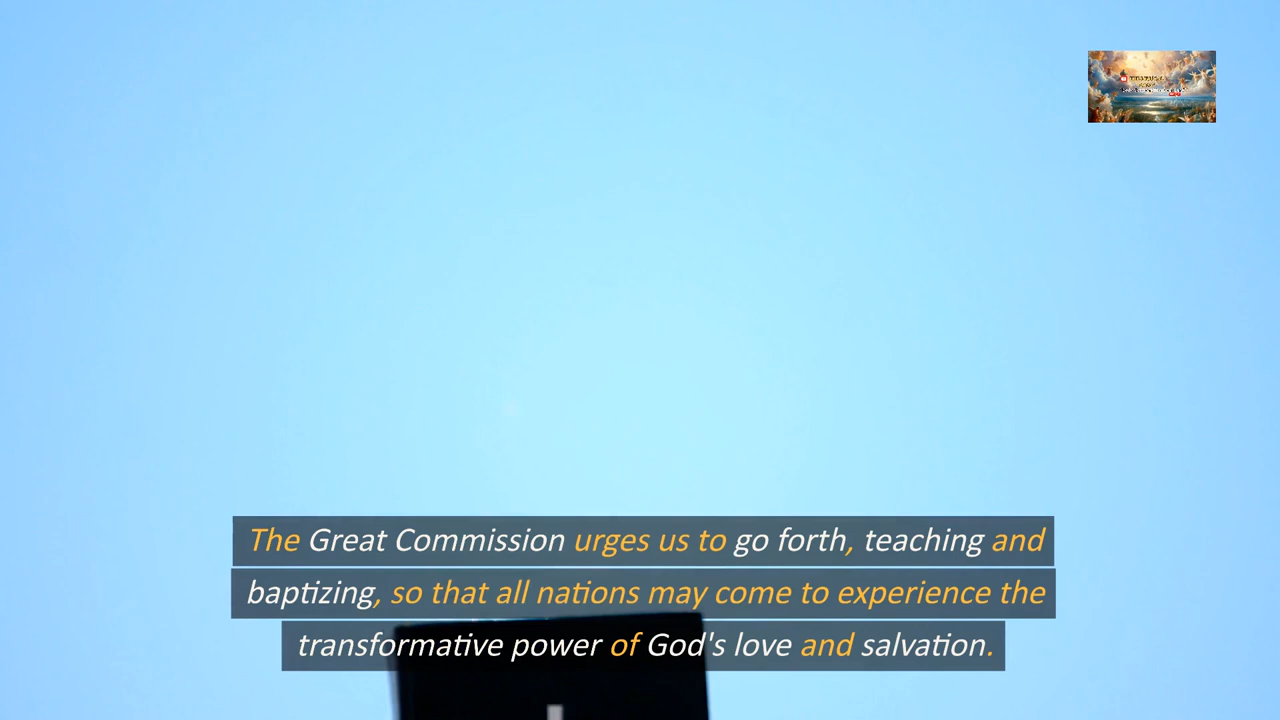 The Great Commission urges us to go forth, teaching and
baptizing, so that all nations may come to experience the
transformative power of God's love and salvation.